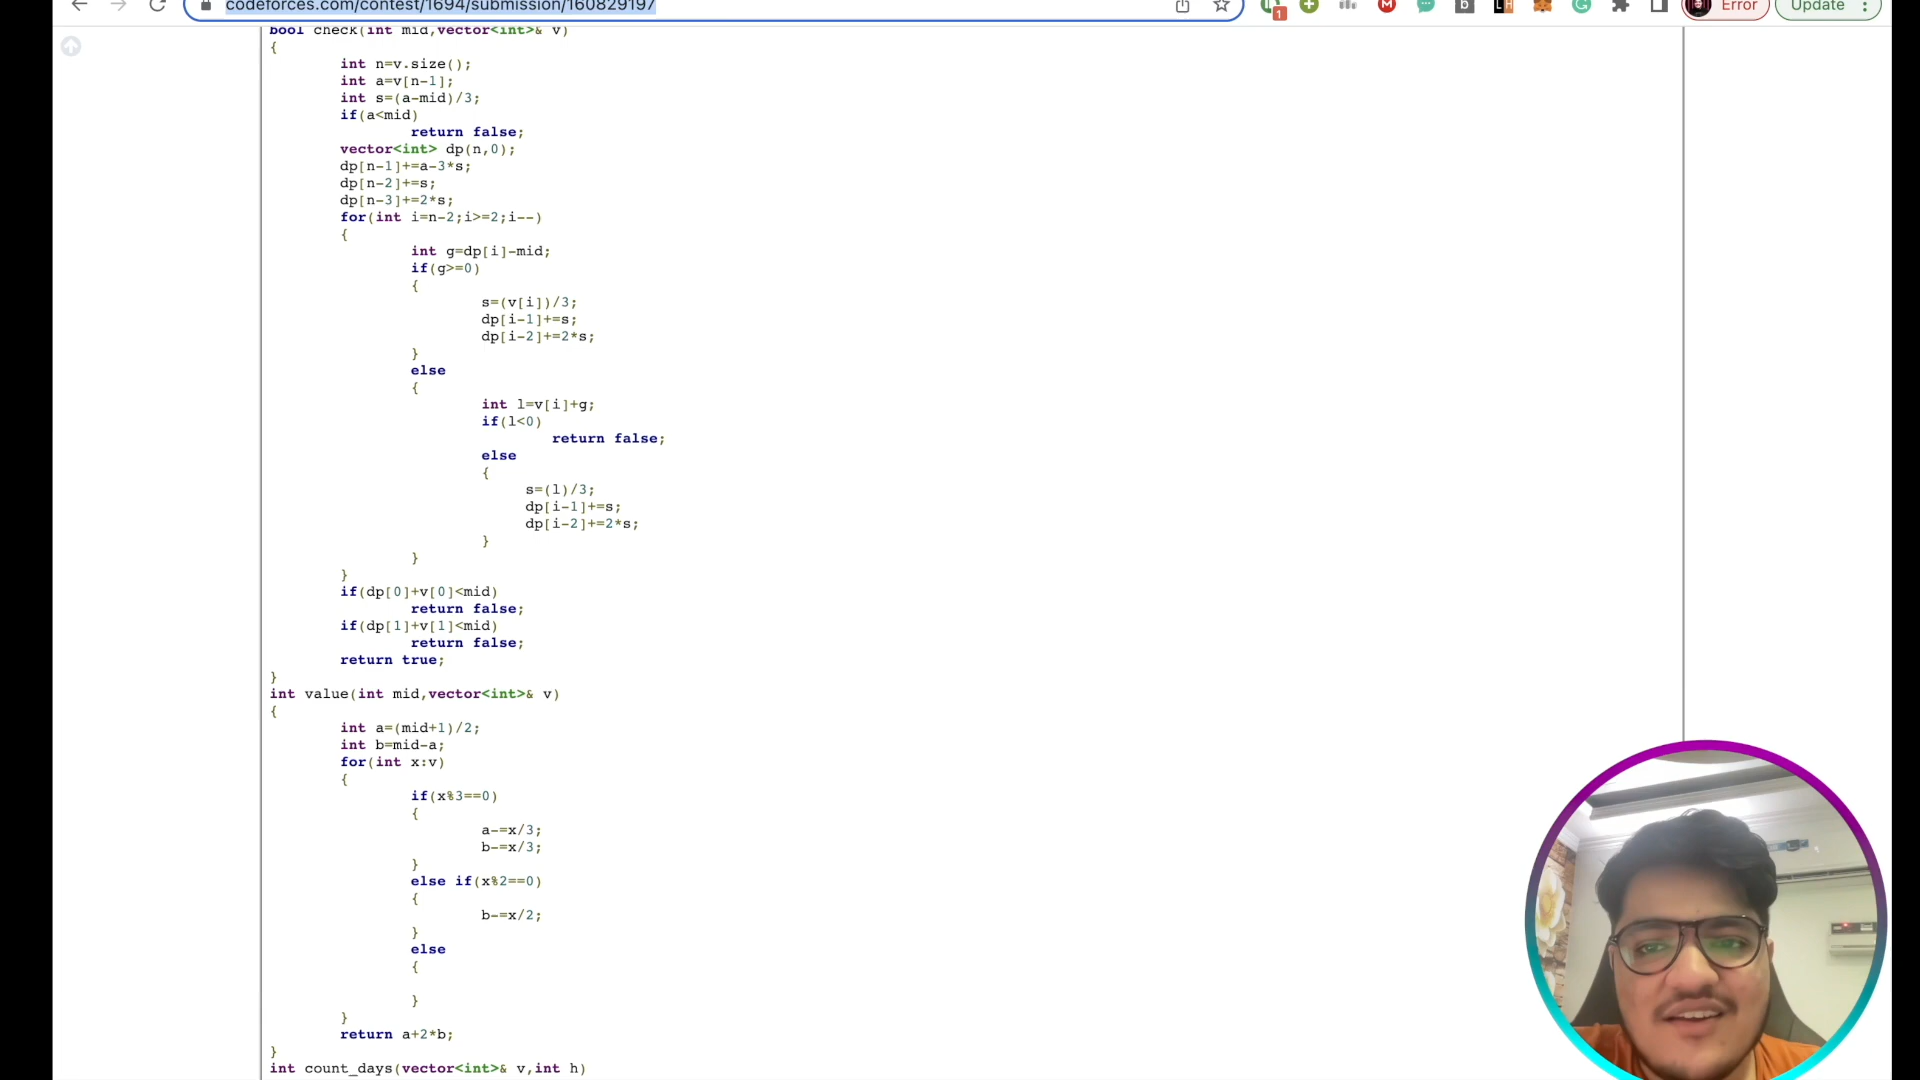 codeforces.com/contest/1694/submission/160829197
1
Error
Update
bool check(int mid,vector<int>& v)
{
int n=v.size();
int a=v[n-1];
int s=(a-mid)/3;
if(a<mid)
return false;
vector<int> dp(n,0);
dp[n-1]+=a-3*s;
dp[n-2]+=s;
dp[n-3]+=2*s;
for(int i=n-2;i>=2;i--)
{
int g=dp[i]-mid;
if(g>=0)
{
s=(v[i])/3;
dp[i-1]+=s;
dp[i-2]+=2*s;
}
else
{
int l=v[i]+g;
if(l<0)
return false;
else
{
s=(l)/3;
dp[i-1]+=s;
dp[i-2]+=2*s;
}
}
}
if(dp[0]+v[0]<mid)
return false;
if(dp[1]+v[1]<mid)
return false;
return true;
}
int value(int mid,vector<int>& v)
{
int a=(mid+1)/2;
int b=mid-a;
for(int x:v)
{
if(x%3==0)
{
a-=x/3;
b-=x/3;
}
else if(x%2==0)
{
b-=x/2;
}
else
{
}
}
return a+2*b;
}
int count_days(vector<int>& v,int h)